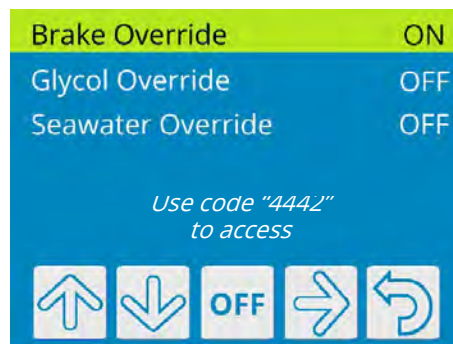 Brake Override ON
Glycol Override OFF
Seawater Override OFF
Use code "4442"
to access
OFF